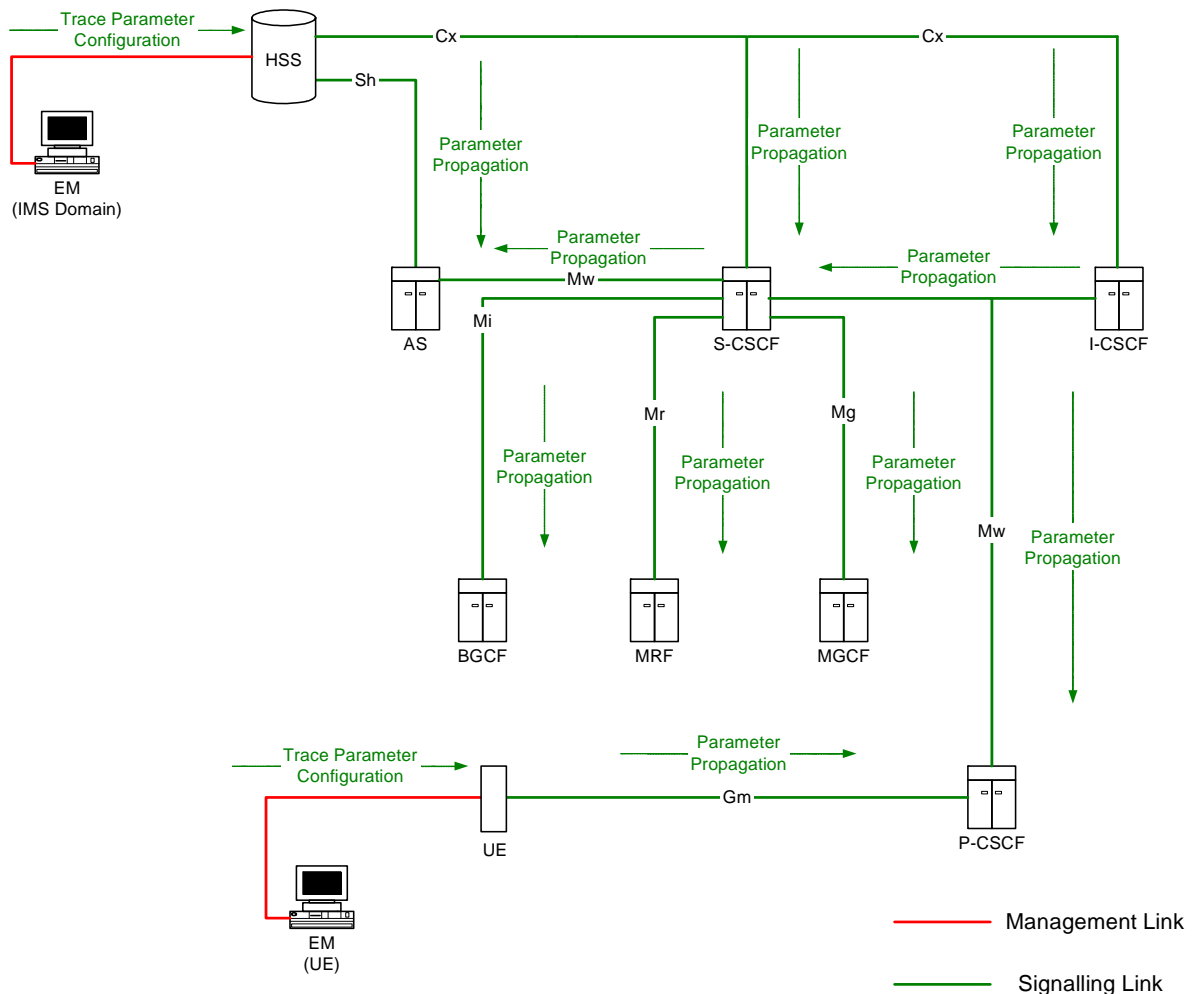 Trace Parameter
Configuration
HSS
Cx
Cx
Sh
EM
(IMS Domain)
Parameter
Propagation
Parameter
Propagation
Parameter
Propagation
Parameter
Propagation
Parameter
Propagation
Mw
AS
Mi
S-CSCF
I-CSCF
Mr
Mg
Parameter
Propagation
Parameter
Propagation
Parameter
Propagation
Mw
Parameter
Propagation
BGCF
MRF
MGCF
Trace Parameter
Configuration
Parameter
Propagation
Gm
UE
P-CSCF
EM
(UE)
Management Link
Signalling Link